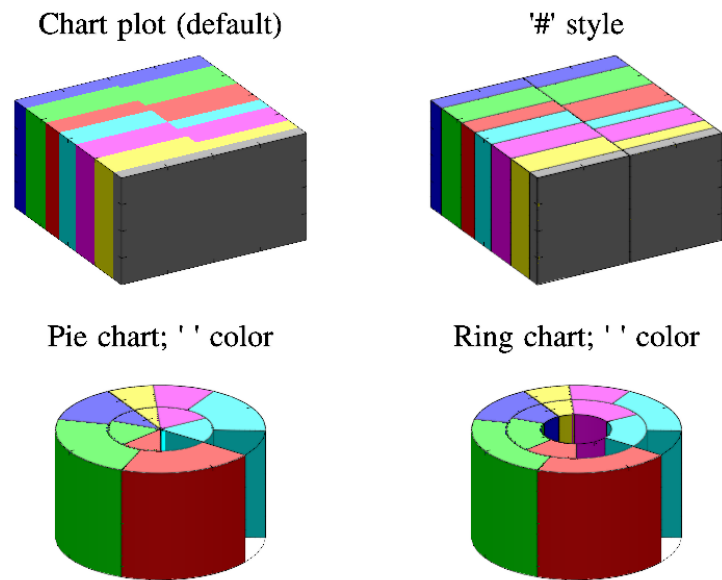 Chart plot (default)
'#' style
Pie chart; ' ' color
Ring chart; ' ' color